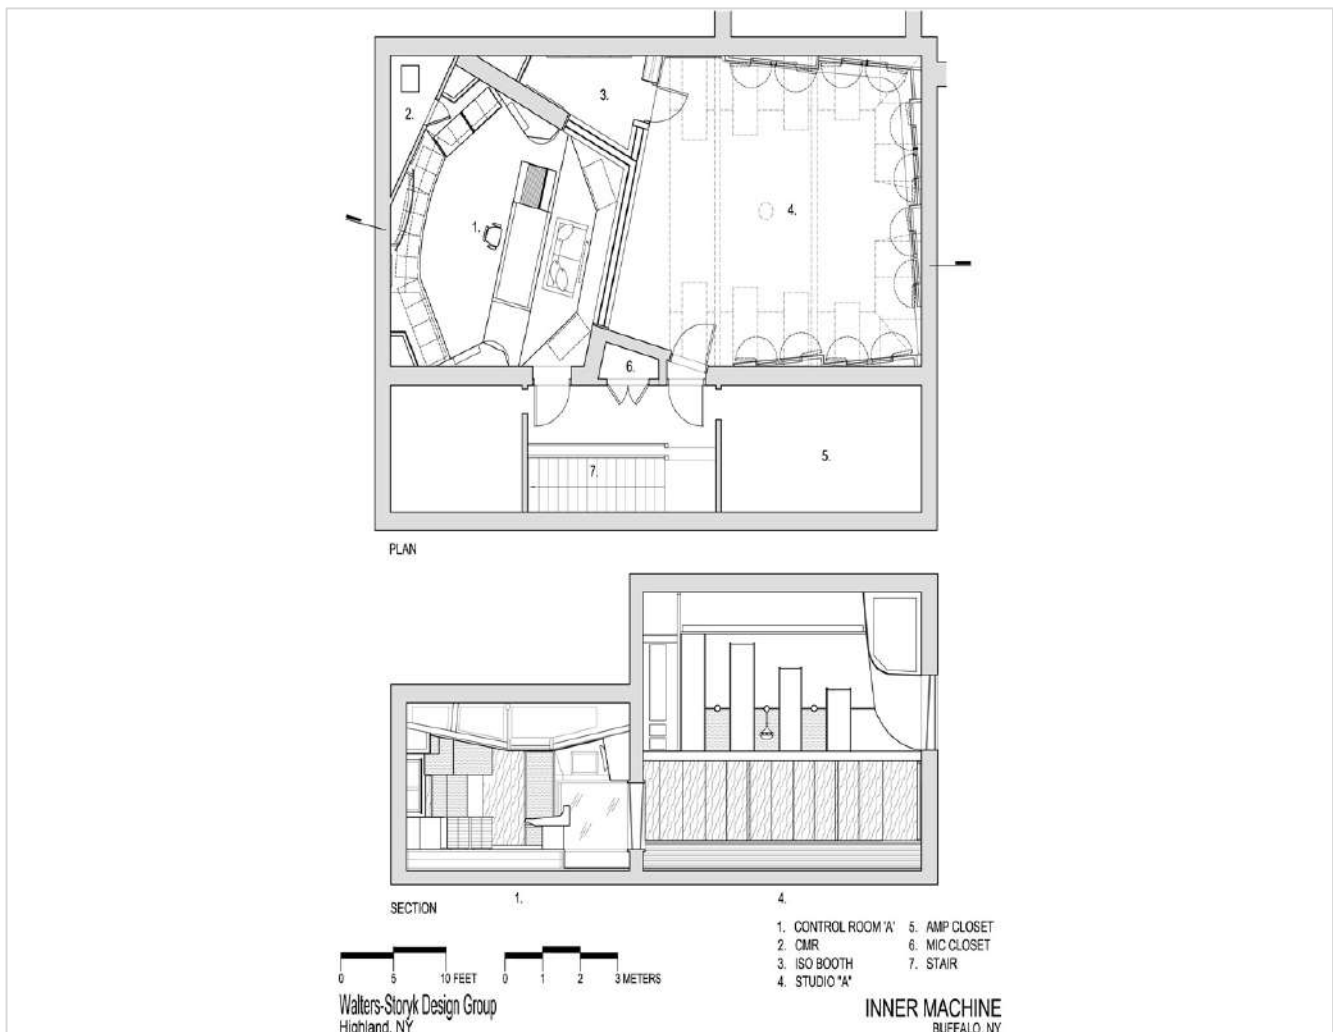 3.
2.
1.
4.
6.
5.
7.
PLAN
1.
4.
SECTION
1. CONTROL ROOM 'A'
2. CMR
3. ISO BOOTH
4. STUDIO "A"
5. AMP CLOSET
6. MIC CLOSET
7. STAIR
0 5 10 FEET
0 1 2 3 METERS
Walters-Storyk Design Group
Highland, NY
INNER MACHINE
BUFFALO, NY